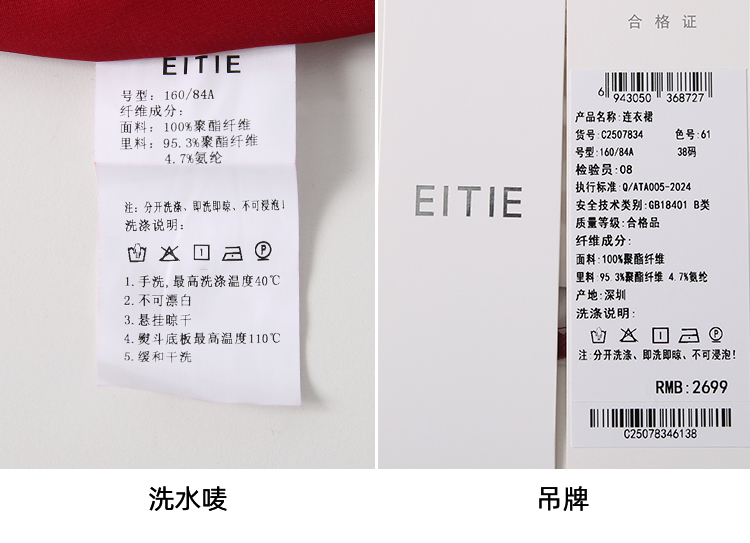 EITIE
号型: 160/84A
纤维成分:
面料: 100%聚酯纤维
里料: 95.3%聚酯纤维
4.7%氨纶
注: 分开洗涤、即洗即晾、不可浸泡!
洗涤说明:
1.手洗,最高洗涤温度40℃
2.不可漂白
3.悬挂晾干
4.熨斗底板最高温度110℃
5.缓和干洗
洗水唛
EITIE
合格证
6 943050 368727
产品名称:连衣裙
货号:C2507834 色号:61
号型:160/84A 38码
检验员:08
执行标准:Q/ATA005-2024
安全技术类别:GB18401 B类
质量等级:合格品
纤维成分:
面料:100%聚酯纤维
里料:95.3%聚酯纤维 4.7%氨纶
产地:深圳
洗涤说明:
注:分开洗涤、即洗即晾、不可浸泡!
RMB:2699
C25078346138
吊牌